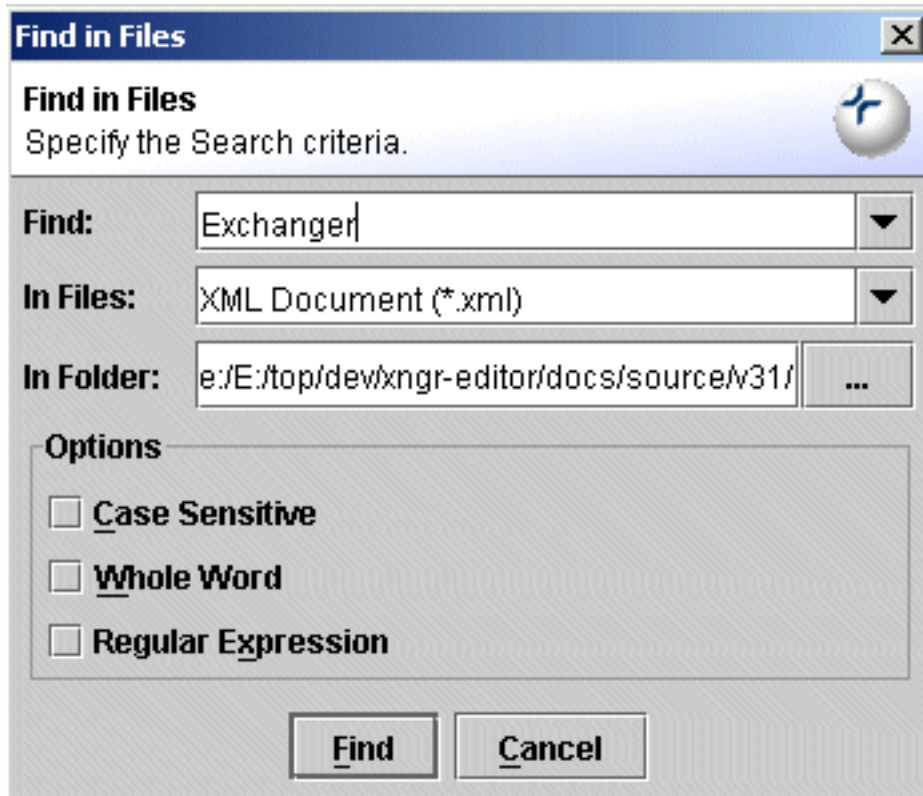 Find in Files
Find in Files
Specify the Search criteria.
Find: Exchanger
In Files: XML Document (*.xml)
In Folder: e:/E:/top/dev/xngr-editor/docs/source/v31/ ...
Options
Case Sensitive
Whole Word
Regular Expression
Find Cancel